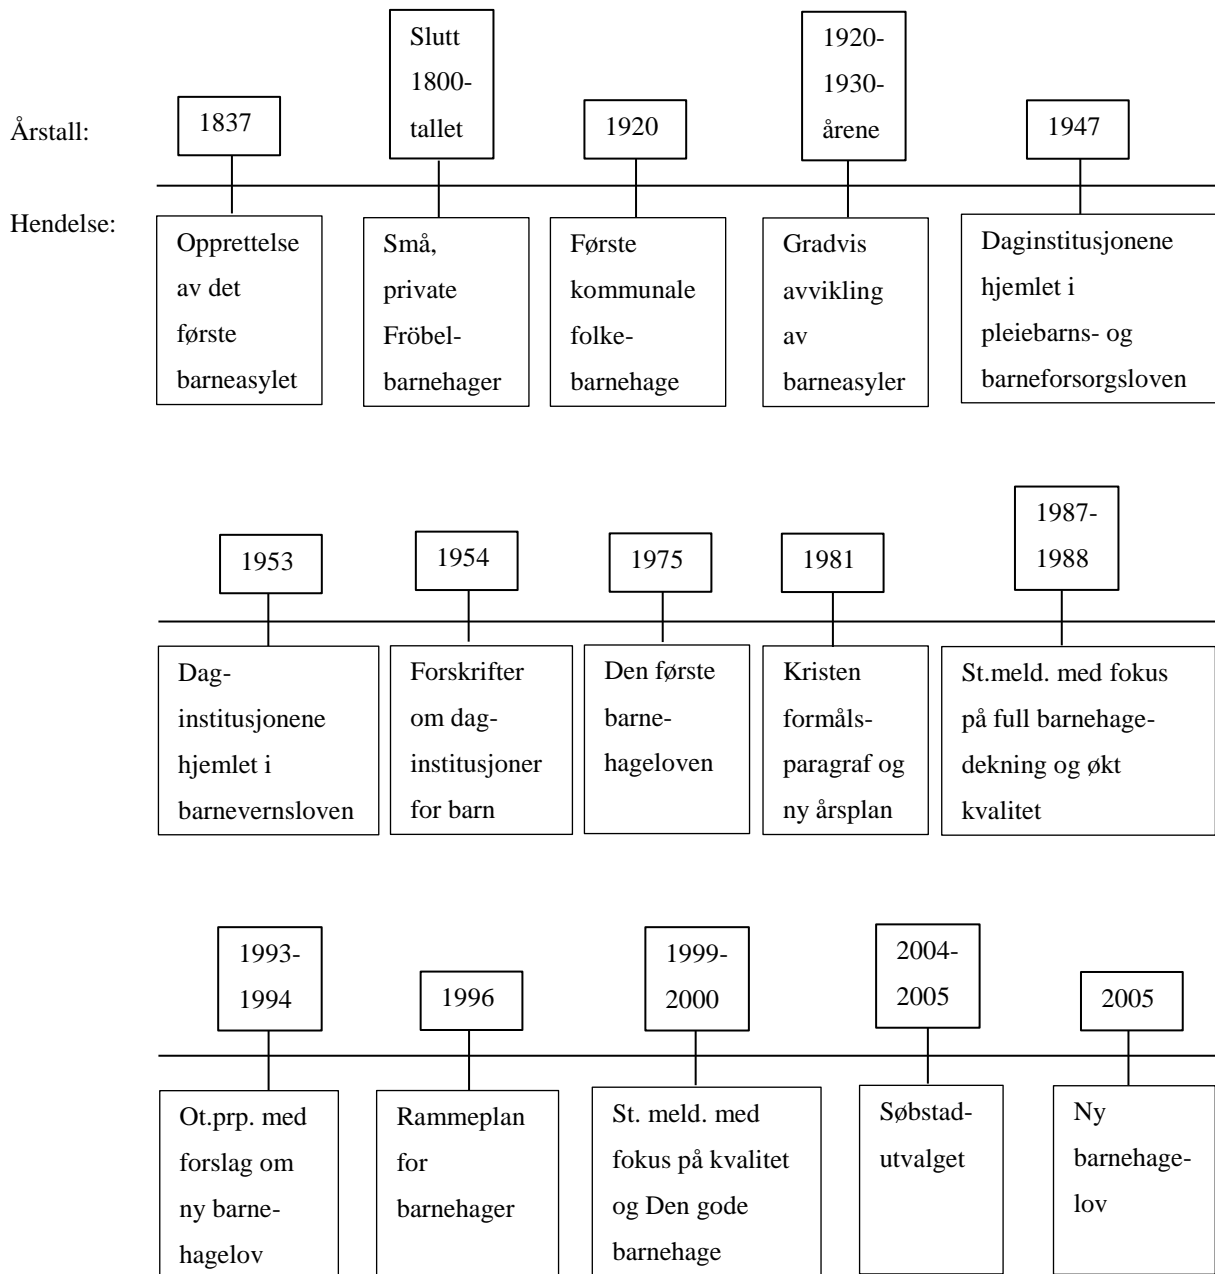 Årstall:
1837
Slutt
1800-
tallet
1920
1920-
1930-
årene
1947
Hendelse:
Opprettelse
av det
første
barneasylet
Små,
private
Fröbel-
barnehager
Første
kommunale
folke-
barnehage
Gradvis
avvikling
av
barneasyler
Daginstitusjonene
hjemlet i
pleiebarns- og
barneforsorgsloven
1953
1954
1975
1981
1987-
1988
Dag-
institusjonene
hjemlet i
barnevernsloven
Forskrifter
om dag-
institusjoner
for barn
Den første
barne-
hageloven
Kristen
formåls-
paragraf og
ny årsplan
St.meld. med fokus
på full barnehage-
dekning og økt
kvalitet
1993-
1994
1996
1999-
2000
2004-
2005
2005
Ot.prp. med
forslag om
ny barne-
hagelov
Rammeplan
for
barnehager
St. meld. med
fokus på kvalitet
og Den gode
barnehage
Søbstad-
utvalget
Ny
barnehage-
lov